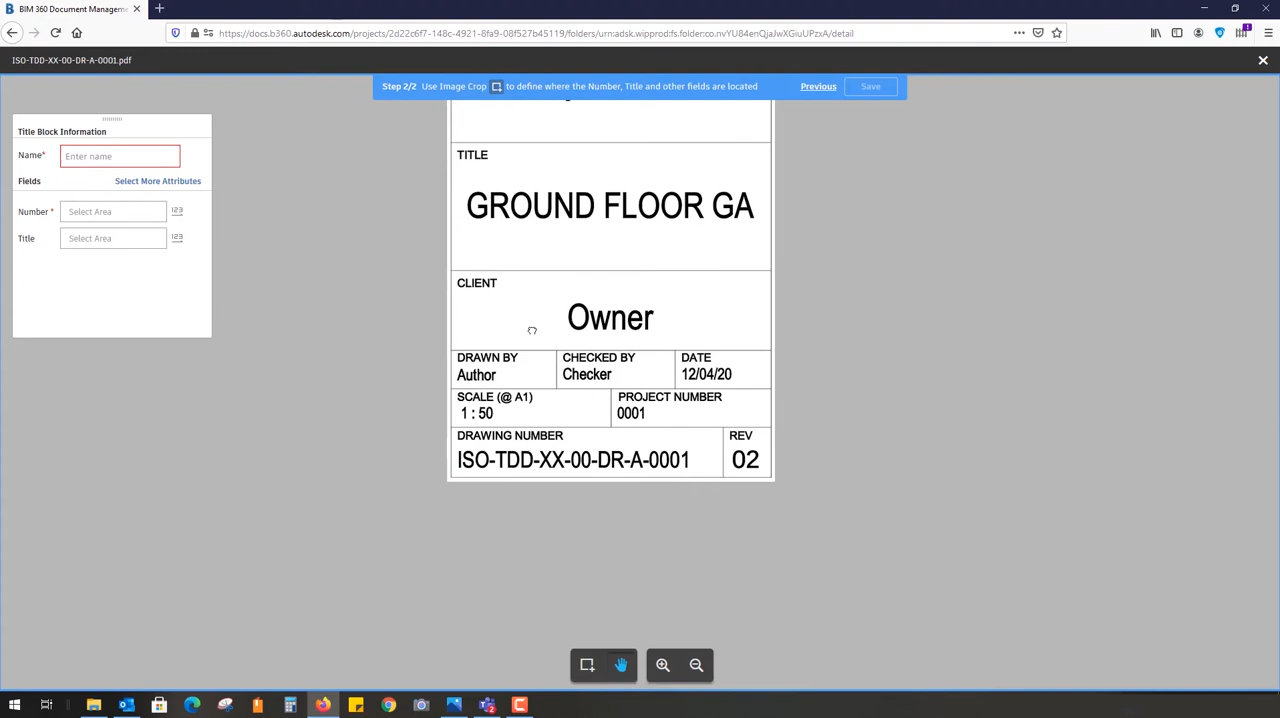 BIM 360 Document Manageme
https://docs.b360.autodesk.com/projects/2d22c6f7-148c-4921-8fa9-08f527b45119/folders/urn:adsk.wipprod:fs.folder:co.nvYU84enQjaJwXGiuUPzxA/detail
ISO-TDD-XX-00-DR-A-0001.pdf
Step 2/2 Use Image Crop to define where the Number, Title and other fields are located Previous Save
Title Block Information
Name* Enter name
Fields Select More Attributes
Number * Select Area 123
Title Select Area 123
TITLE
GROUND FLOOR GA
CLIENT
Owner
DRAWN BY CHECKED BY DATE
Author Checker 12/04/20
SCALE (@ A1) PROJECT NUMBER
1 : 50 0001
DRAWING NUMBER REV
ISO-TDD-XX-00-DR-A-0001 02